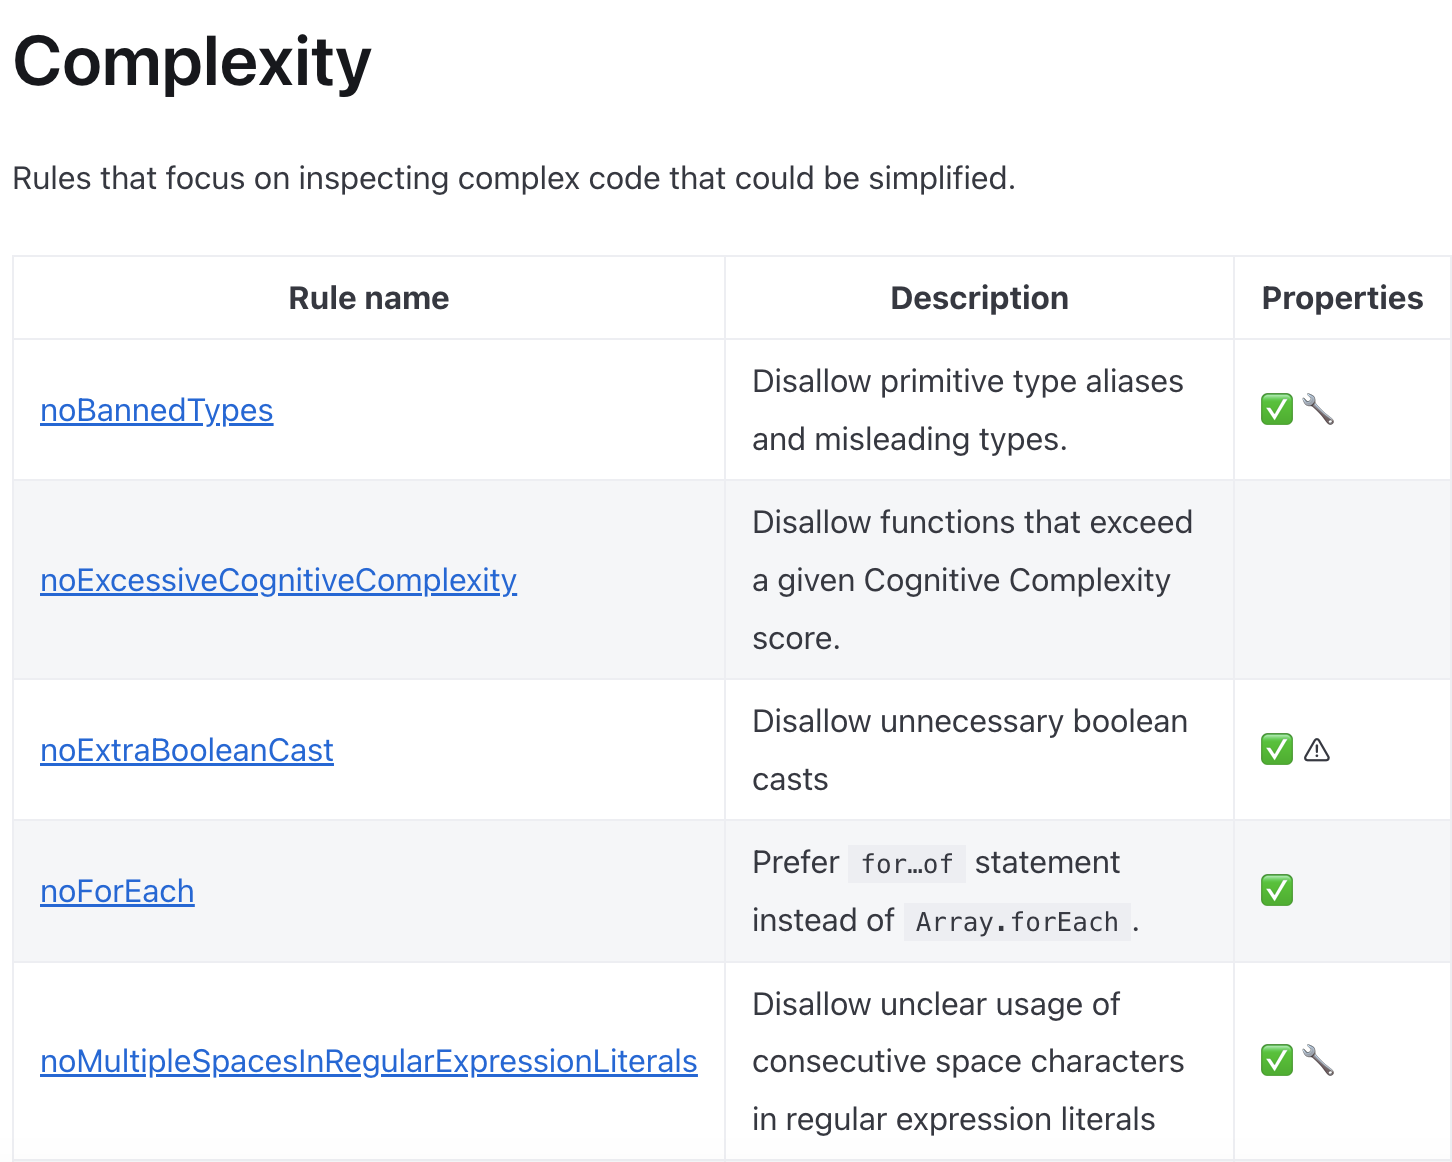 Complexity
Rules that focus on inspecting complex code that could be simplified.
Rule name Description Properties
noBannedTypes
Disallow primitive type aliases
and misleading types.
✅ 🔧
noExcessiveCognitiveComplexity
Disallow functions that exceed
a given Cognitive Complexity
score.
noExtraBooleanCast
Disallow unnecessary boolean
casts
✅ ⚠
noForEach
Prefer for…of statement
instead of Array.forEach.
✅
noMultipleSpacesInRegularExpressionLiterals
Disallow unclear usage of
consecutive space characters
in regular expression literals
✅ 🔧